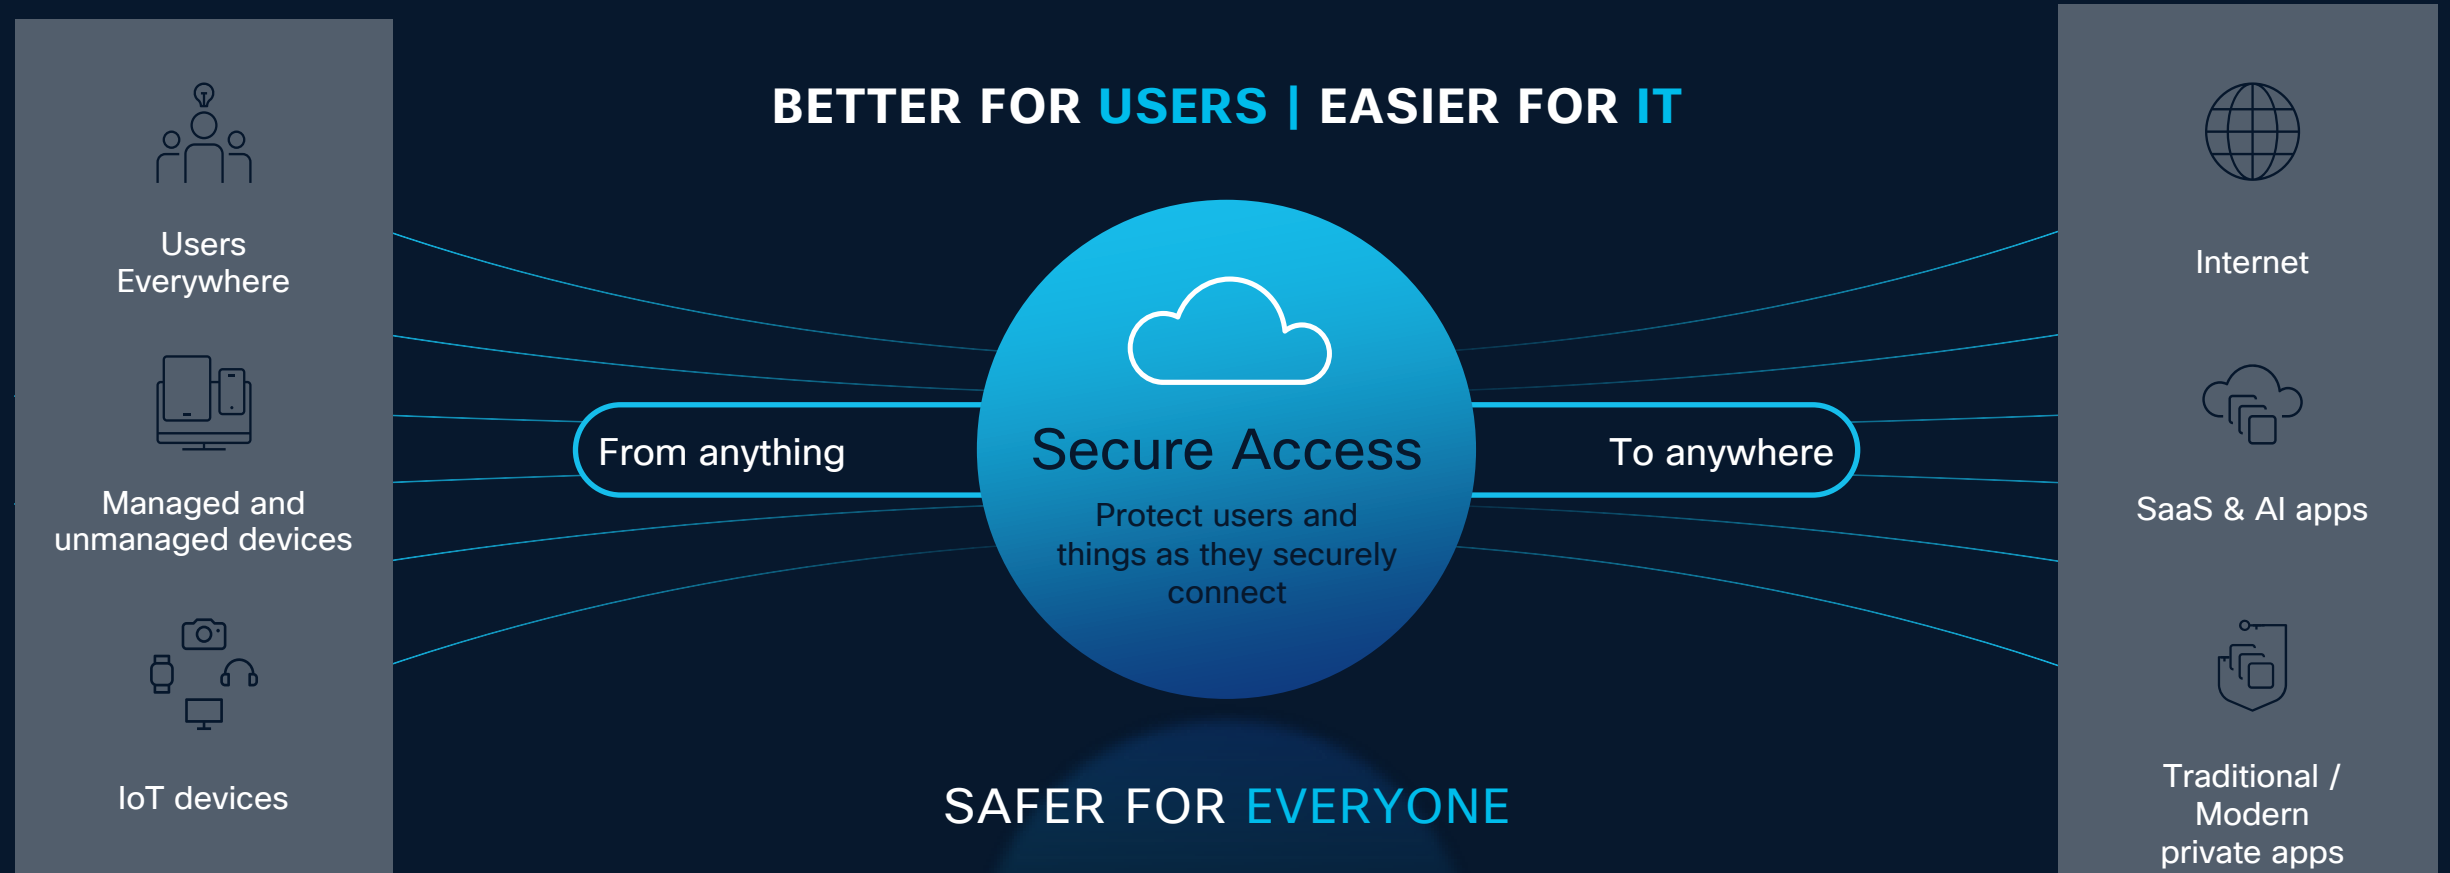 BETTER FOR USERS | EASIER FOR IT
Users
Everywhere
Managed and
unmanaged devices
IoT devices
From anything
Secure Access
Protect users and
things as they securely
connect
To anywhere
Internet
SaaS & AI apps
Traditional /
Modern
private apps
SAFER FOR EVERYONE